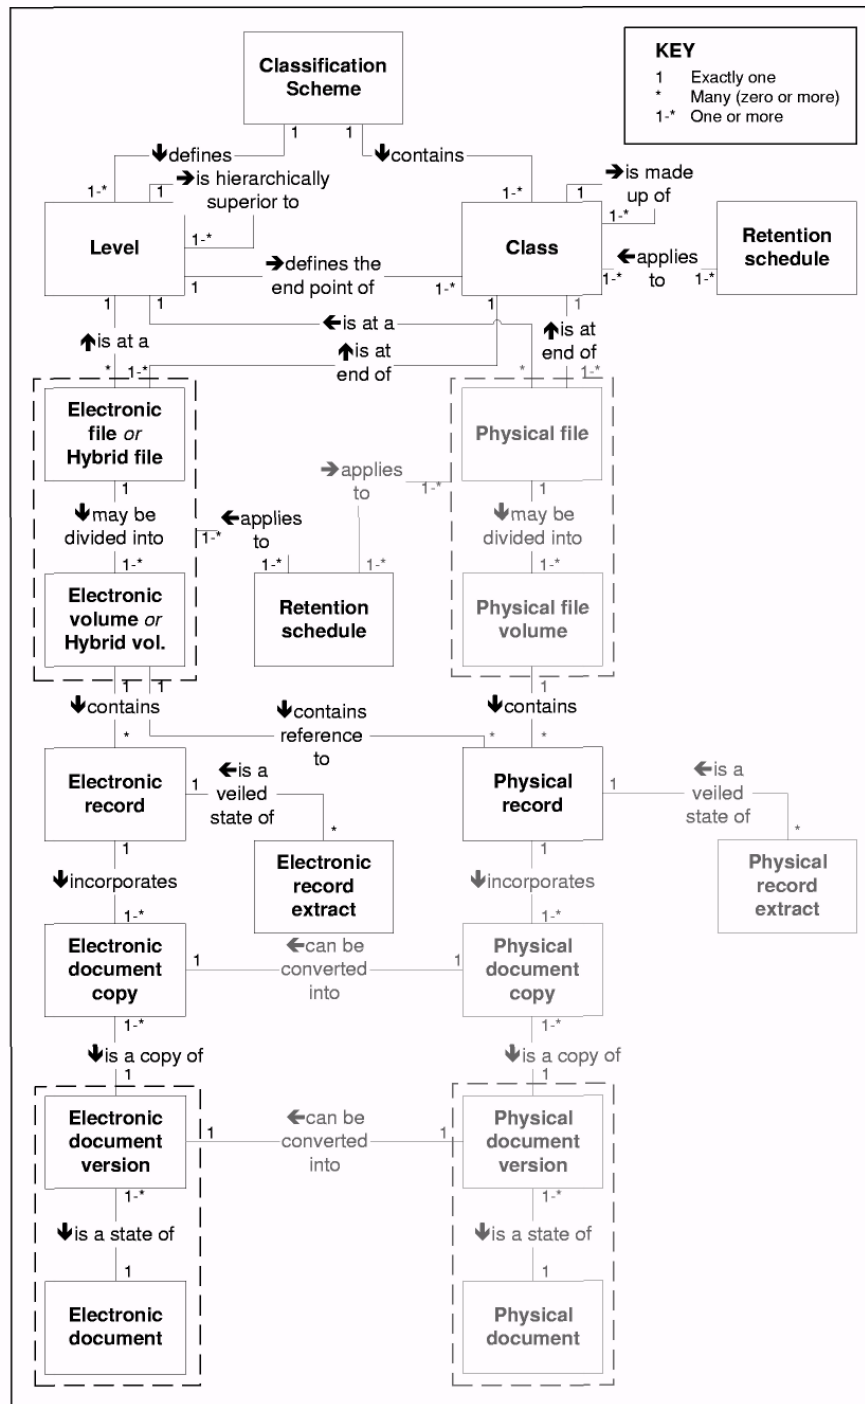 Classification
Scheme
KEY
1 Exactly one
* Many (zero or more)
1-* One or more
1
1
↓defines
↓contains
1-*
1
→is hierarchically
superior to
1-*
1-*
1
→is made
up of
1-*
Level
Class
Retention
schedule
←applies
to
1-*
1-*
1
→defines the
end point of
1-*
1
1
1
1
←is at a
↑is at a
↑is at
end of
↑is at
end of
*
1-*
*
1-*
Electronic
file or
Hybrid file
Physical file
1
→applies
to
1-*
1
↓may be
divided into
←applies
to
1-*
↓may be
divided into
1-*
1-*
1-*
1-*
Electronic
volume or
Hybrid vol.
Retention
schedule
Physical file
volume
1
1
1
↓contains
↓contains
reference
to
↓contains
*
*
*
Electronic
record
1
←is a
veiled
state of
Physical
record
1
←is a
veiled
state of
*
*
1
Electronic
record
extract
1
Physical
record
extract
↓incorporates
↓incorporates
1-*
1-*
Electronic
document
copy
1
←can be
converted
into
1
Physical
document
copy
1-*
1-*
↓is a copy of
↓is a copy of
1
1
Electronic
document
version
1
←can be
converted
into
1
Physical
document
version
1-*
1-*
↓is a state of
↓is a state of
1
1
Electronic
document
Physical
document